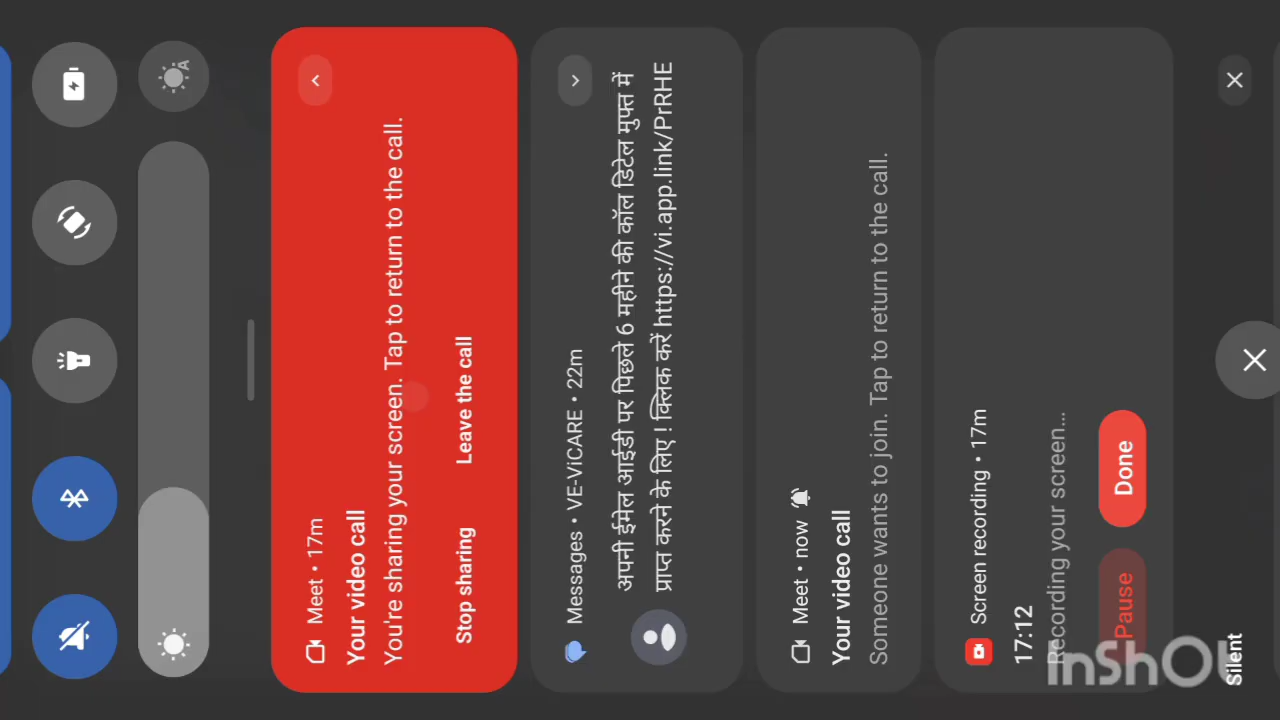 Meet • 17m
Your video call
You're sharing your screen. Tap to return to the call.
Stop sharing
Leave the call
Messages • VE-ViCARE • 22m
अपनी ईमेल आईडी पर पिछले 6 महीने की कॉल डिटेल मुफ्त में
प्राप्त करने के लिए ! क्लिक करें https://vi.app.link/PrRHE
Meet • now
Your video call
Someone wants to join. Tap to return to the call.
Screen recording • 17m
17:12
Recording your screen...
Pause
Done
Silent
InShOt